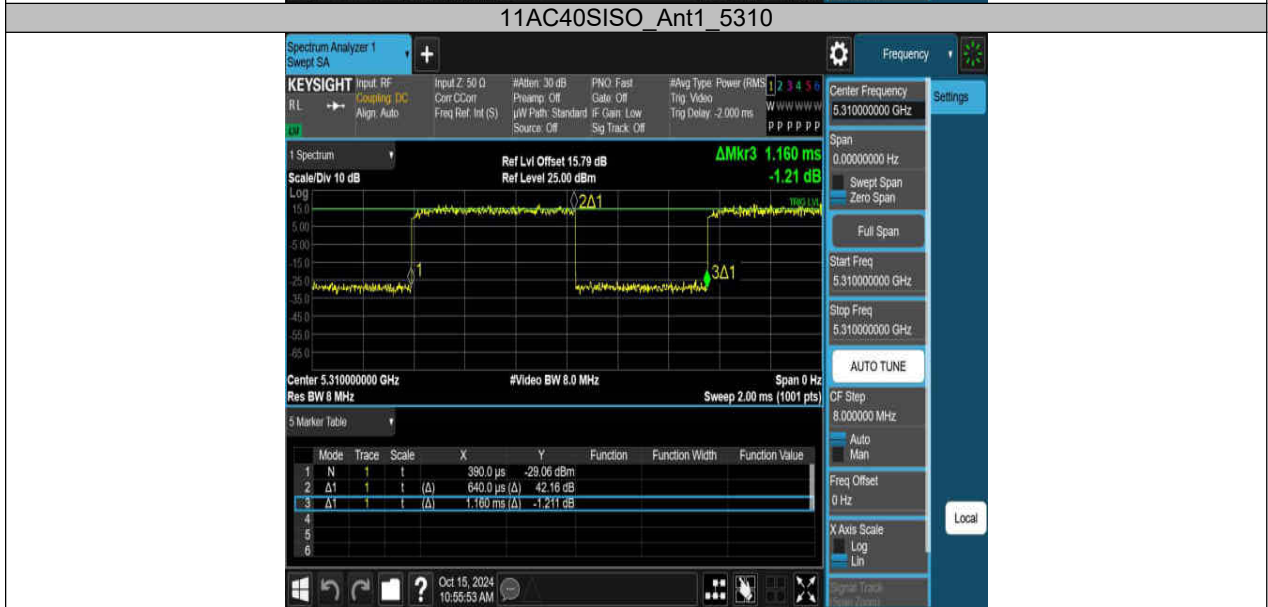 11AC40SISO_Ant1_5310
Spectrum Analyzer 1
Swept SA
+
Frequency
KEYSIGHT
RL
LM
Input: RF
Coupling: DC
Align: Auto
Input Z: 50 Ω
Corr CCorr
Freq Ref: Int (S)
#Atten: 30 dB
Preamp: Off
µW Path: Standard
Source: Off
PNO: Fast
Gate: Off
IF Gain: Low
Sig Track: Off
#Avg Type: Power (RMS
Trig: Video
Trig Delay: -2.000 ms
1 2 3 4 5 6
W W W W W W
P P P P P P
Center Frequency
5.310000000 GHz
Settings
1 Spectrum
Scale/Div 10 dB
Ref Lvl Offset 15.79 dB
Ref Level 25.00 dBm
ΔMkr3 1.160 ms
-1.21 dB
Log
15.0
5.00
-5.00
-15.0
-25.0
-35.0
-45.0
-55.0
-65.0
2Δ1
TRIG LVL
1
3Δ1
Center 5.310000000 GHz
Res BW 8 MHz
#Video BW 8.0 MHz
Span 0 Hz
Sweep 2.00 ms (1001 pts)
Span
0.00000000 Hz
Swept Span
Zero Span
Full Span
Start Freq
5.310000000 GHz
Stop Freq
5.310000000 GHz
AUTO TUNE
CF Step
8.000000 MHz
Auto
Man
Freq Offset
0 Hz
X Axis Scale
Log
Lin
Signal Track
(Span Zoom)
Local
5 Marker Table
Mode Trace Scale X Y Function Function Width Function Value
1 N 1 t 390.0 µs -29.06 dBm
2 Δ1 1 t (Δ) 640.0 µs (Δ) 42.16 dB
3 Δ1 1 t (Δ) 1.160 ms (Δ) -1.211 dB
4
5
6
?
Oct 15, 2024
10:55:53 AM